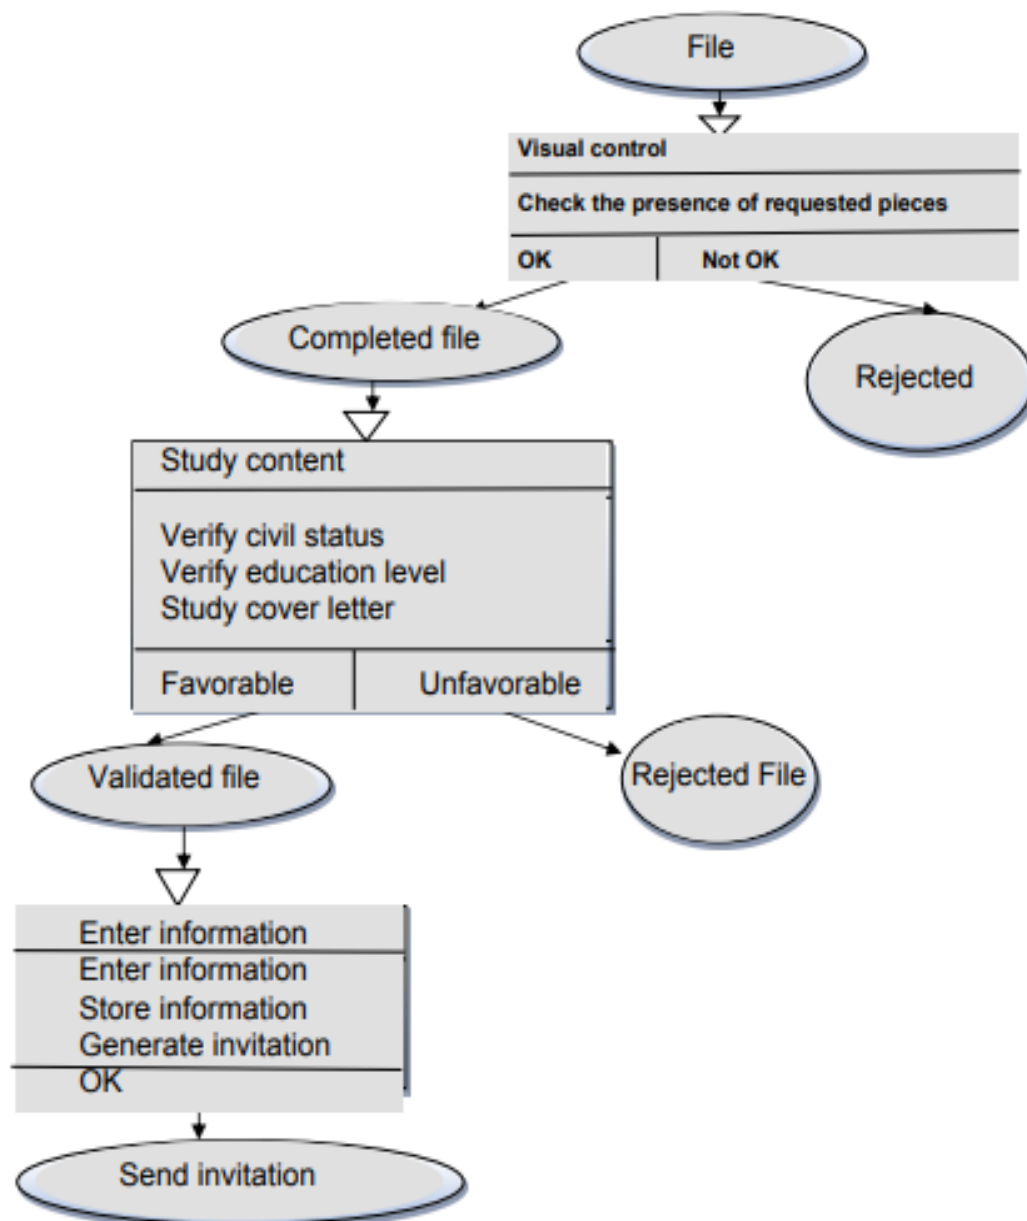 File
Visual control
Check the presence of requested pieces
OK
Not OK
Completed file
Rejected
Study content
Verify civil status
Verify education level
Study cover letter
Favorable
Unfavorable
Validated file
Rejected File
Enter information
Enter information
Store information
Generate invitation
OK
Send invitation